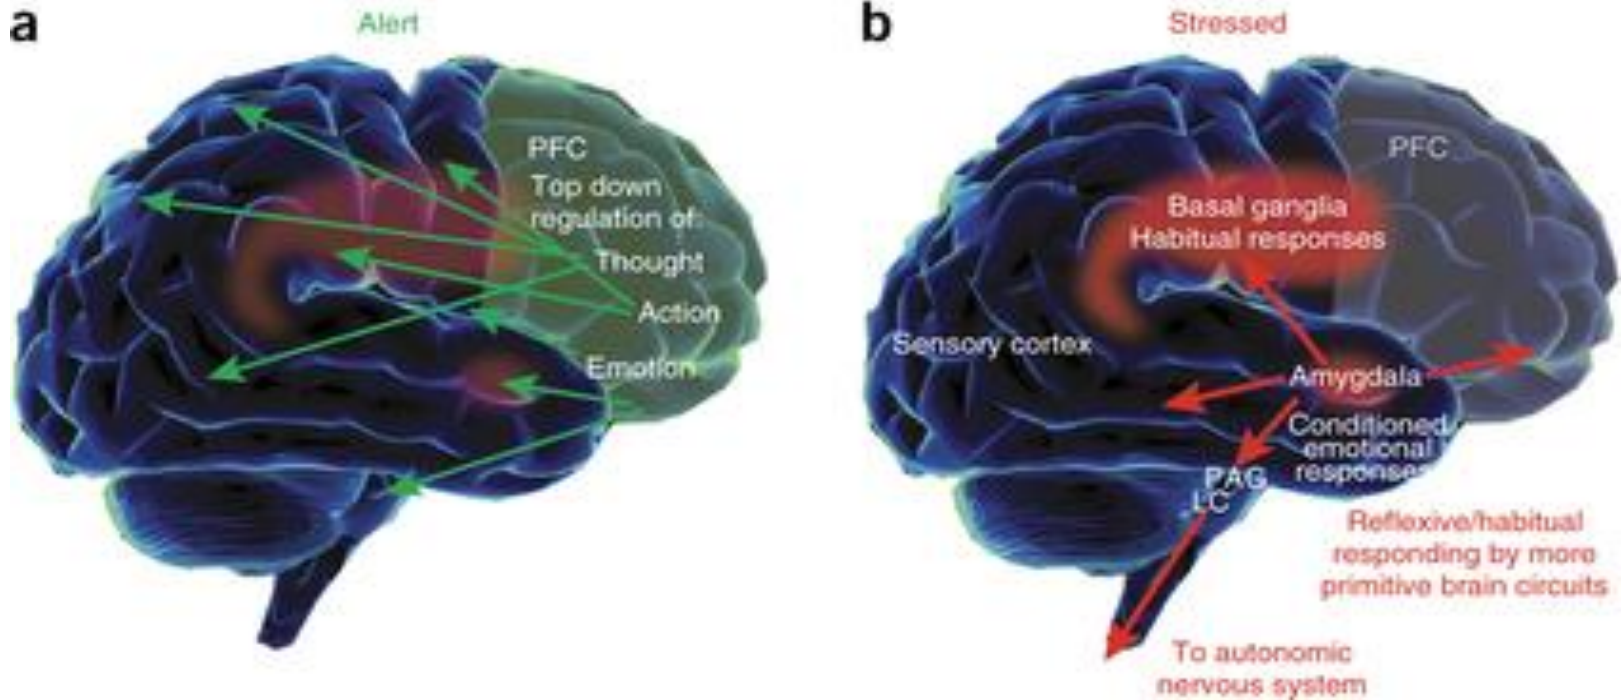 a
Alert
PFC
Top down
regulation of:
Thought
Action
Emotion
b
Stressed
PFC
Basal ganglia
Habitual responses
Sensory cortex
Amygdala
Conditioned
emotional
responses
PAG
LC
Reflexive/habitual
responding by more
primitive brain circuits
To autonomic
nervous system